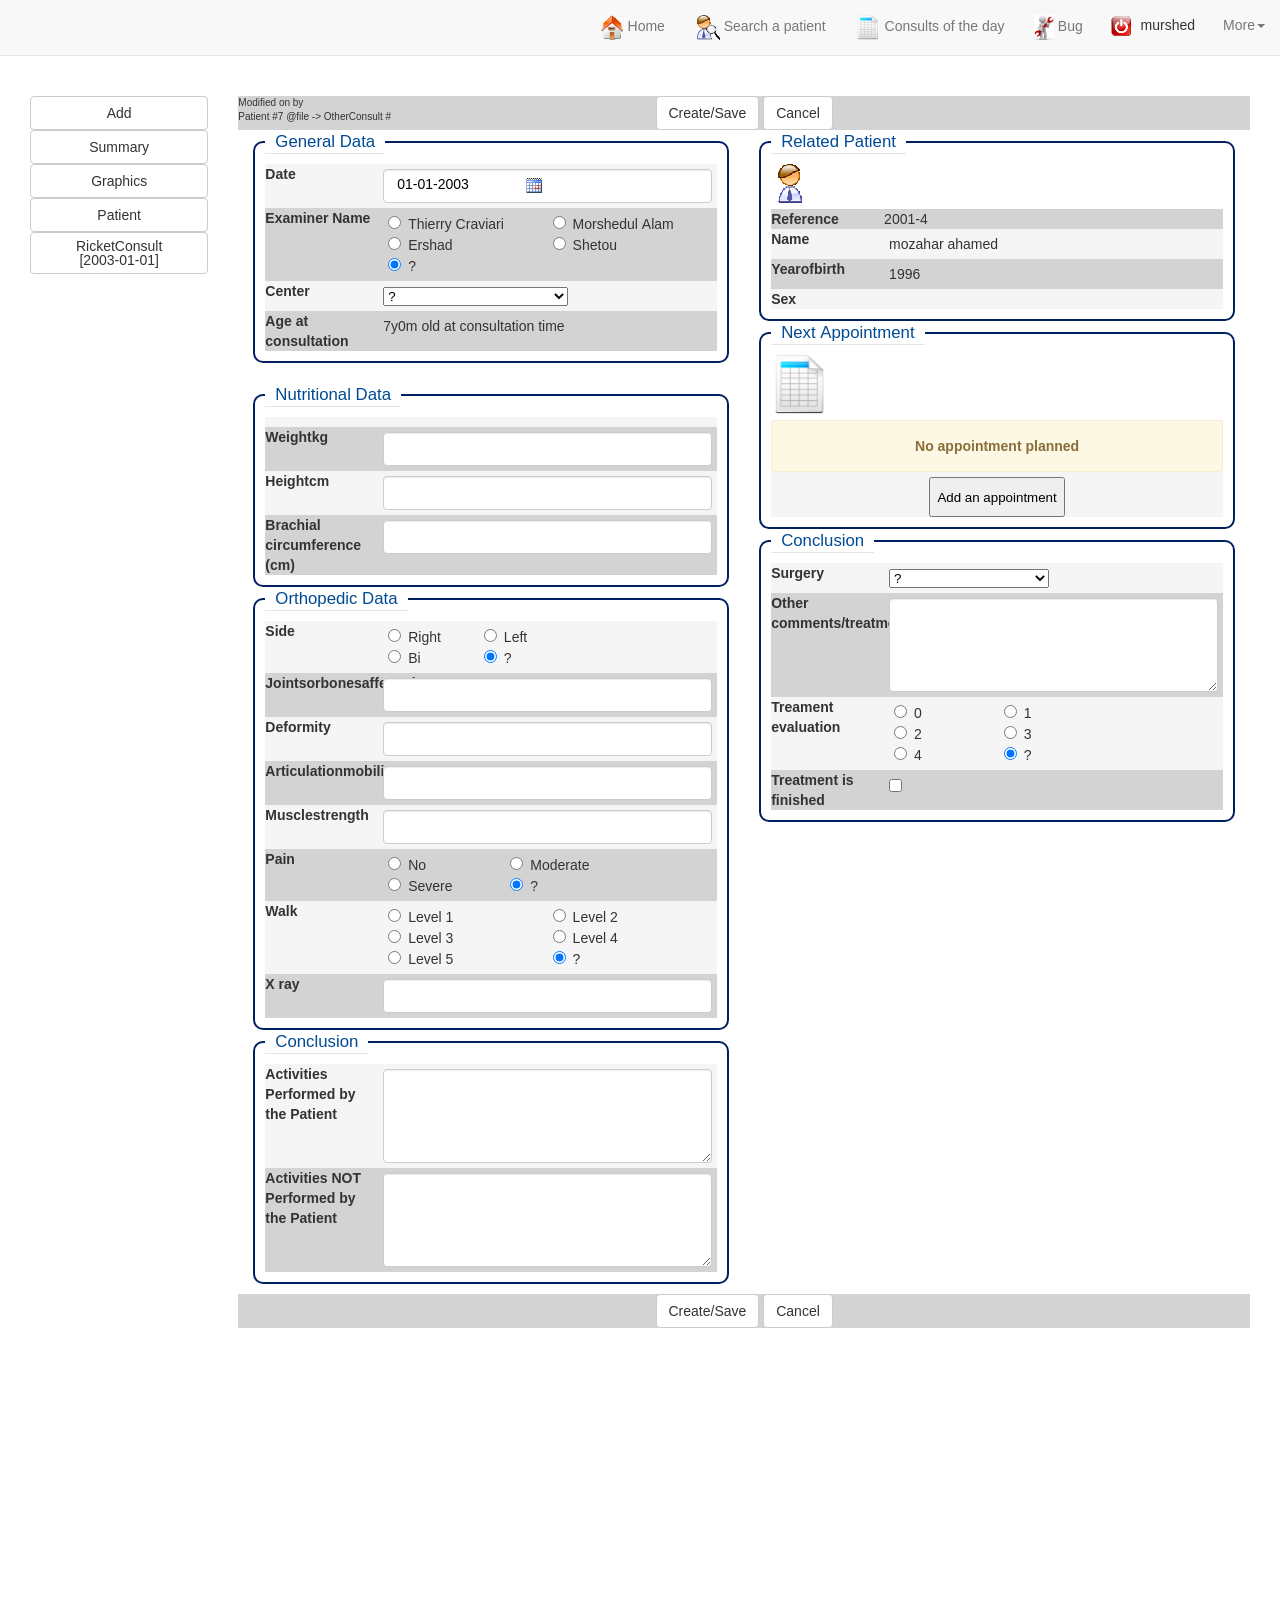 Home Search a patient Consults of the day Bug murshed More
Add
Summary
Graphics
Patient
RicketConsult
[2003-01-01]
Modified on by
Patient #7 @file -> OtherConsult #
Create/Save Cancel
General Data
Date 01-01-2003
Examiner Name Thierry Craviari Morshedul Alam
Ershad Shetou
?
Center ?
Age at
consultation
7y0m old at consultation time
Nutritional Data
Weightkg
Heightcm
Brachial
circumference
(cm)
Orthopedic Data
Side Right Left
Bi ?
Deformity
Musclestrength
Pain No Moderate
Severe ?
Walk Level 1 Level 2
Level 3 Level 4
Level 5 ?
X ray
Conclusion
Activities
Performed by
the Patient
Activities NOT
Performed by
the Patient
Related Patient
Reference 2001-4
Name mozahar ahamed
Yearofbirth 1996
Sex
Next Appointment
No appointment planned
Add an appointment
Conclusion
Surgery ?
Other
Treament
evaluation
0 1
2 3
4 ?
Treatment is
finished
Create/Save Cancel